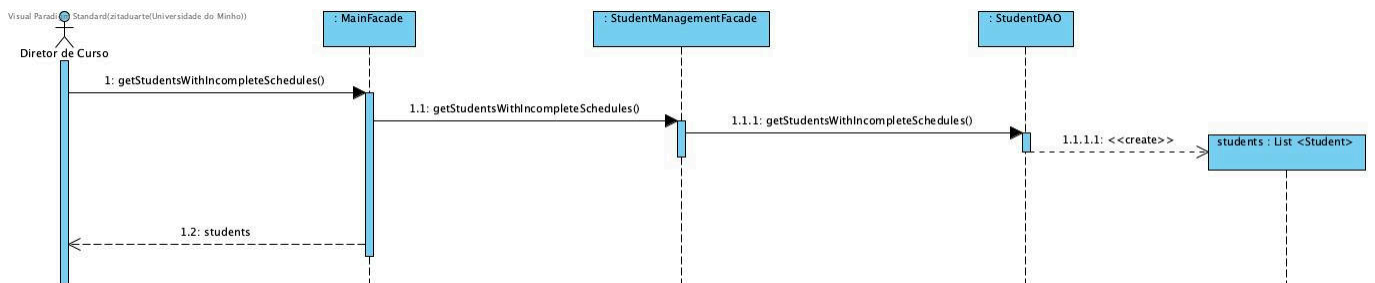 Visual Paradigm Standard(zitaduarte(Universidade do Minho))
Diretor de Curso
: MainFacade
: StudentManagementFacade
: StudentDAO
1: getStudentsWithIncompleteSchedules()
1.1: getStudentsWithIncompleteSchedules()
1.1.1: getStudentsWithIncompleteSchedules()
1.1.1.1: <<create>>
students : List <Student>
1.2: students